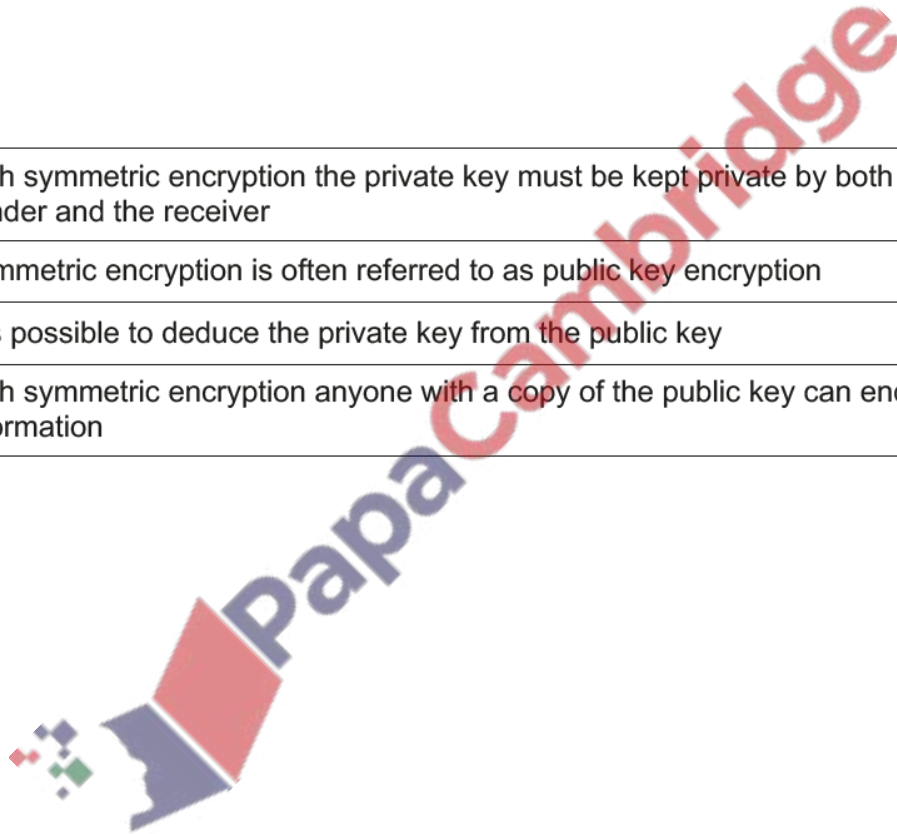 h symmetric encryption the private key must be kept private by both
der and the receiver
mmetric encryption is often referred to as public key encryption
s possible to deduce the private key from the public key
h symmetric encryption anyone with a copy of the public key can en
ormation
PapaCambridge